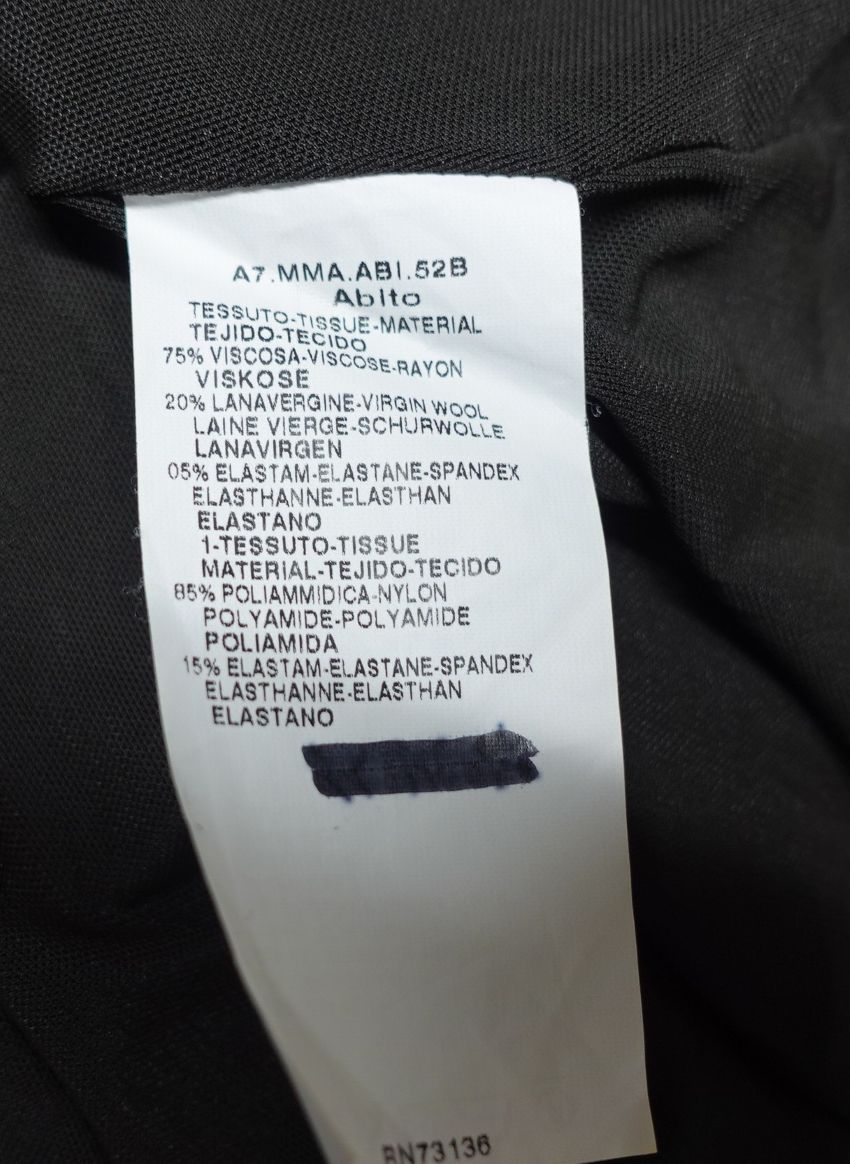 A7.MMA.ABI.52B
Abito
TESSUTO-TISSUE-MATERIAL
TEJIDO-TECIDO
75% VISCOSA-VISCOSE-RAYON
VISKOSE
20% LANAVERGINE-VIRGIN WOOL
LAINE VIERGE-SCHURWOLLE
LANAVIRGEN
05% ELASTAM-ELASTANE-SPANDEX
ELASTHANNE-ELASTHAN
ELASTANO
1-TESSUTO-TISSUE
MATERIAL-TEJIDO-TECIDO
85% POLIAMMIDICA-NYLON
POLYAMIDE-POLYAMIDE
POLIAMIDA
15% ELASTAM-ELASTANE-SPANDEX
ELASTHANNE-ELASTHAN
ELASTANO
RN73136